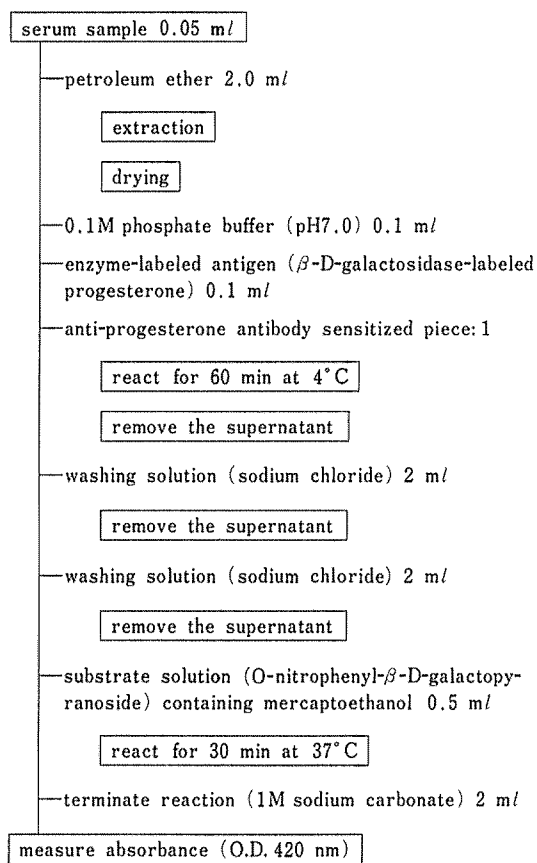 serum sample 0.05 ml
petroleum ether 2.0 ml
extraction
drying
0.1M phosphate buffer (pH7.0) 0.1 ml
enzyme-labeled antigen (β-D-galactosidase-labeled
progesterone) 0.1 ml
anti-progesterone antibody sensitized piece: 1
react for 60 min at 4°C
remove the supernatant
washing solution (sodium chloride) 2 ml
remove the supernatant
washing solution (sodium chloride) 2 ml
remove the supernatant
substrate solution (O-nitrophenyl-β-D-galactopy-
ranoside) containing mercaptoethanol 0.5 ml
react for 30 min at 37°C
terminate reaction (1M sodium carbonate) 2 ml
measure absorbance (O.D. 420 nm)